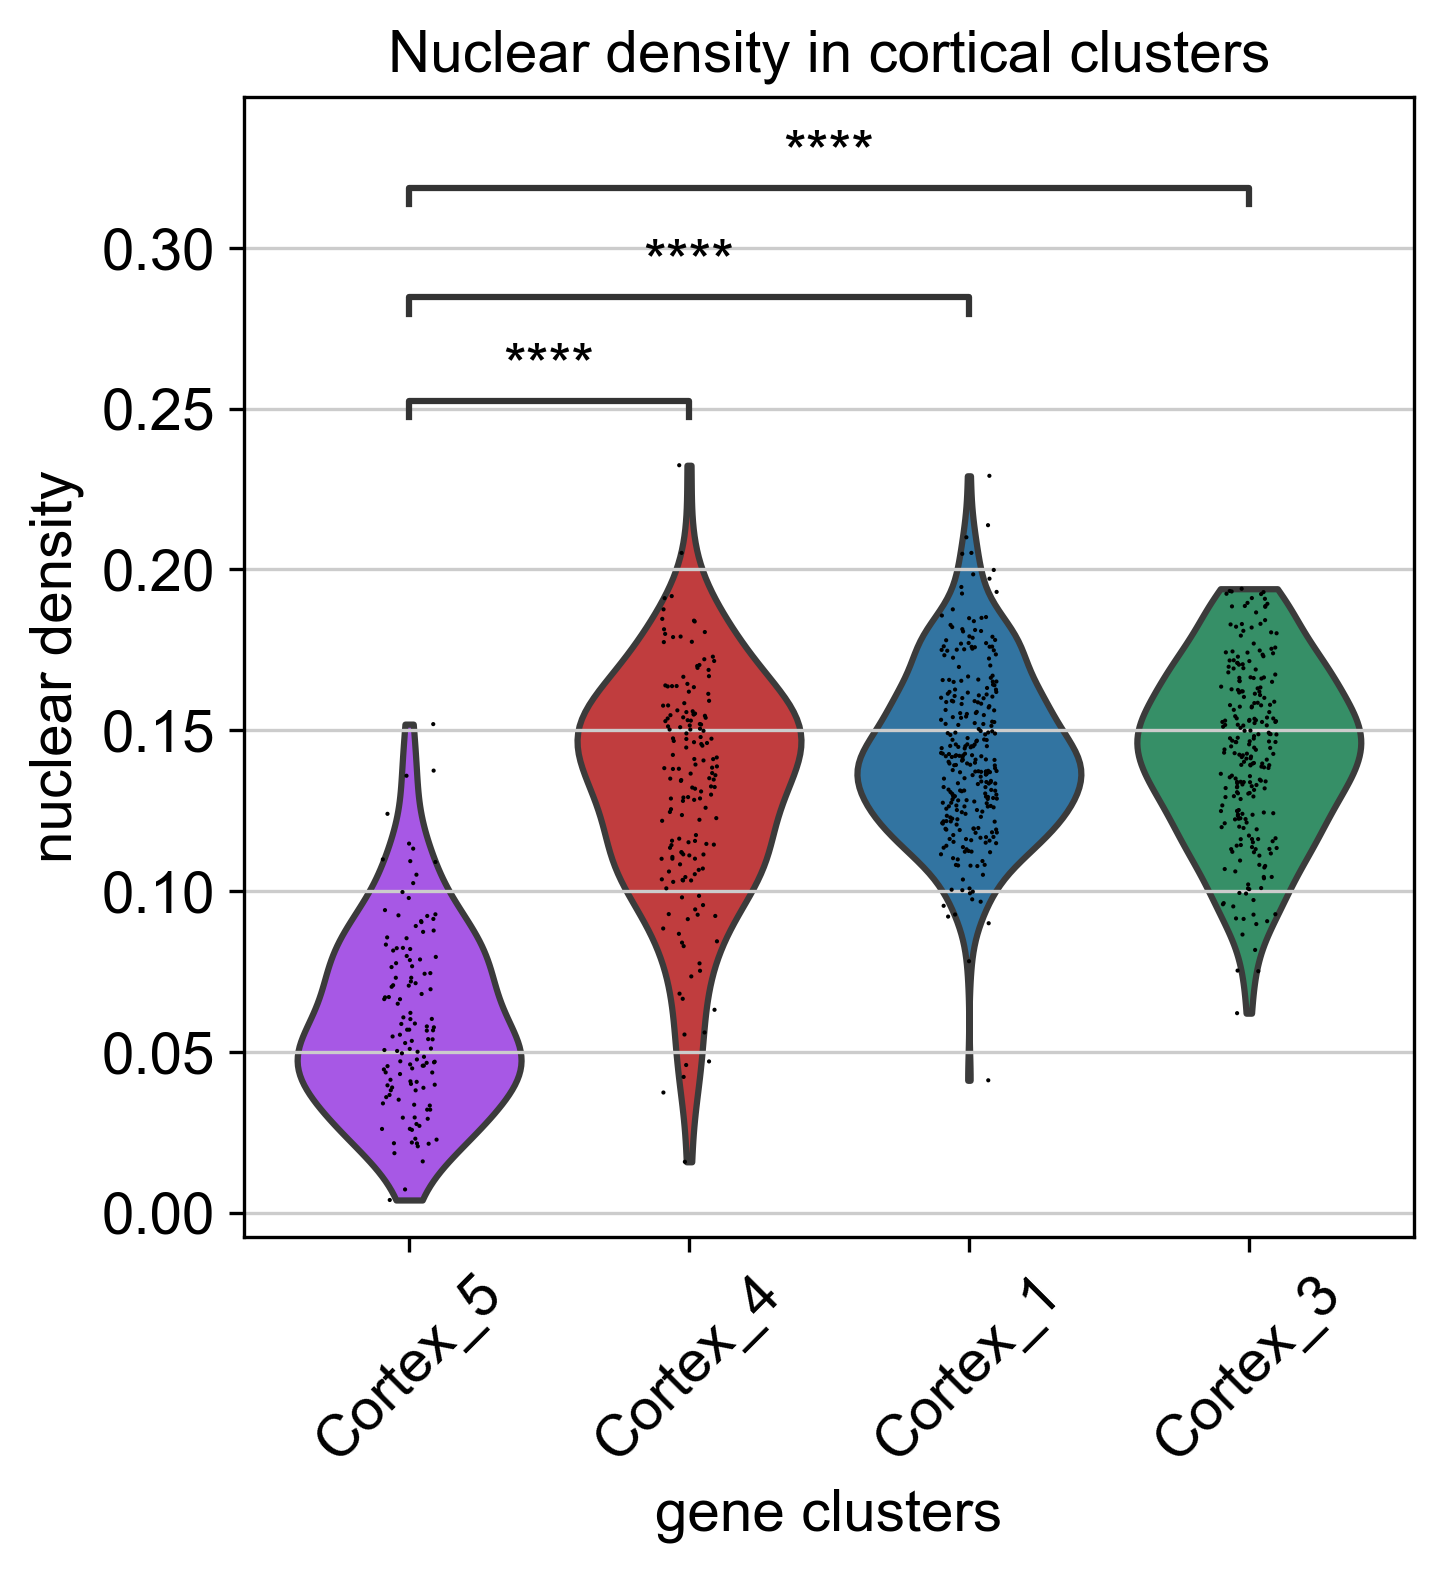 Nuclear density in cortical clusters
****
****
****
0.30
0.25
0.20
0.15
0.10
0.05
0.00
nuclear density
Cortex_5
Cortex_4
Cortex_1
Cortex_3
gene clusters